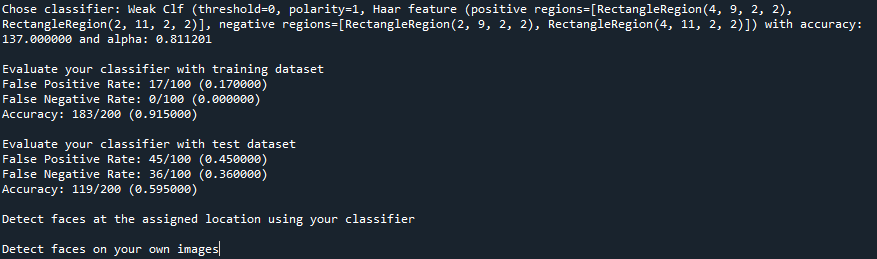 Chose classifier: Weak Clf (threshold=0, polarity=1, Haar feature (positive regions=[RectangleRegion(4, 9, 2, 2),
RectangleRegion(2, 11, 2, 2)], negative regions=[RectangleRegion(2, 9, 2, 2), RectangleRegion(4, 11, 2, 2)]) with accuracy:
137.000000 and alpha: 0.811201
Evaluate your classifier with training dataset
False Positive Rate: 17/100 (0.170000)
False Negative Rate: 0/100 (0.000000)
Accuracy: 183/200 (0.915000)
Evaluate your classifier with test dataset
False Positive Rate: 45/100 (0.450000)
False Negative Rate: 36/100 (0.360000)
Accuracy: 119/200 (0.595000)
Detect faces at the assigned location using your classifier
Detect faces on your own images